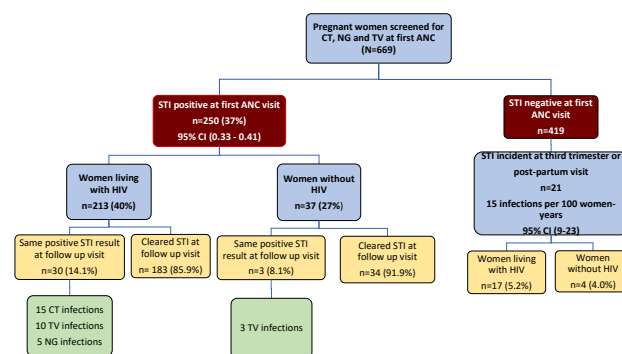 Pregnant women screened for
CT, NG and TV at first ANC
(N=669)
STI positive at first ANC visit
n=250 (37%)
95% CI (0.33 - 0.41)
STI negative at first
ANC visit
n=419
STI incident at third trimester or
post-partum visit
n=21
15 infections per 100 women-
years
95% CI (9-23)
Women living
with HIV
n=213 (40%)
Women without
HIV
n=37 (27%)
Same positive STI result
at follow up visit
n=30 (14.1%)
Cleared STI at
follow up visit
n= 183 (85.9%)
Same positive STI
result at follow up visit
n=3 (8.1%)
Cleared STI at
follow up visit
n=34 (91.9%)
Women living
with HIV
n=17 (5.2%)
Women
without HIV
n=4 (4.0%)
15 CT infections
10 TV infections
5 NG infections
3 TV infections